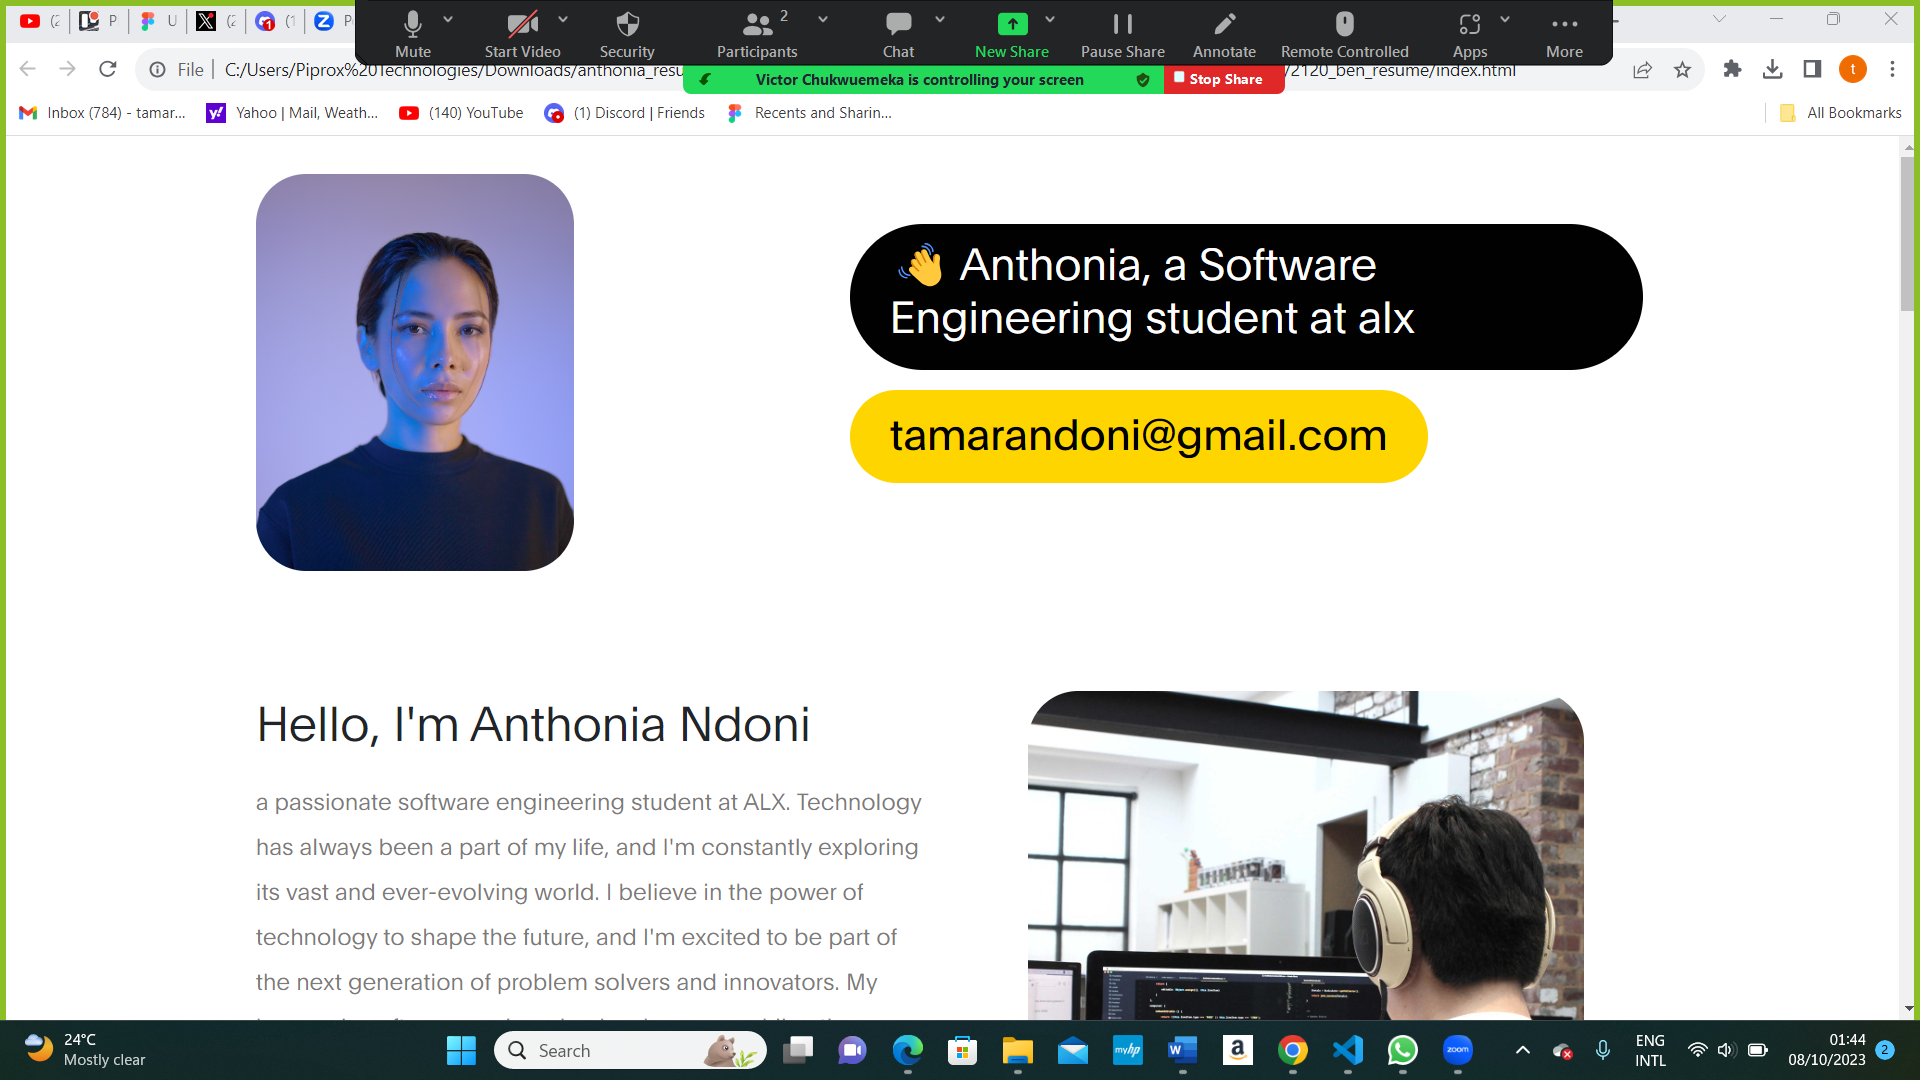 Mute
Start Video
Security
Participants
2
Chat
New Share
Pause Share
Annotate
Remote Controlled
Apps
More
File
C:/Users/Piprox%20Technologies/Downloads/anthonia_resu
/2120_ben_resume/index.html
Victor Chukwuemeka is controlling your screen
Stop Share
t
Inbox (784) - tamar...
Yahoo | Mail, Weath...
(140) YouTube
(1) Discord | Friends
Recents and Sharin...
All Bookmarks
👋 Anthonia, a Software
Engineering student at alx
tamarandoni@gmail.com
Hello, I'm Anthonia Ndoni
a passionate software engineering student at ALX. Technology
has always been a part of my life, and I'm constantly exploring
its vast and ever-evolving world. I believe in the power of
technology to shape the future, and I'm excited to be part of
the next generation of problem solvers and innovators. My
24°C
Mostly clear
Search
myhp
zoom
ENG
INTL
01:44
08/10/2023
2